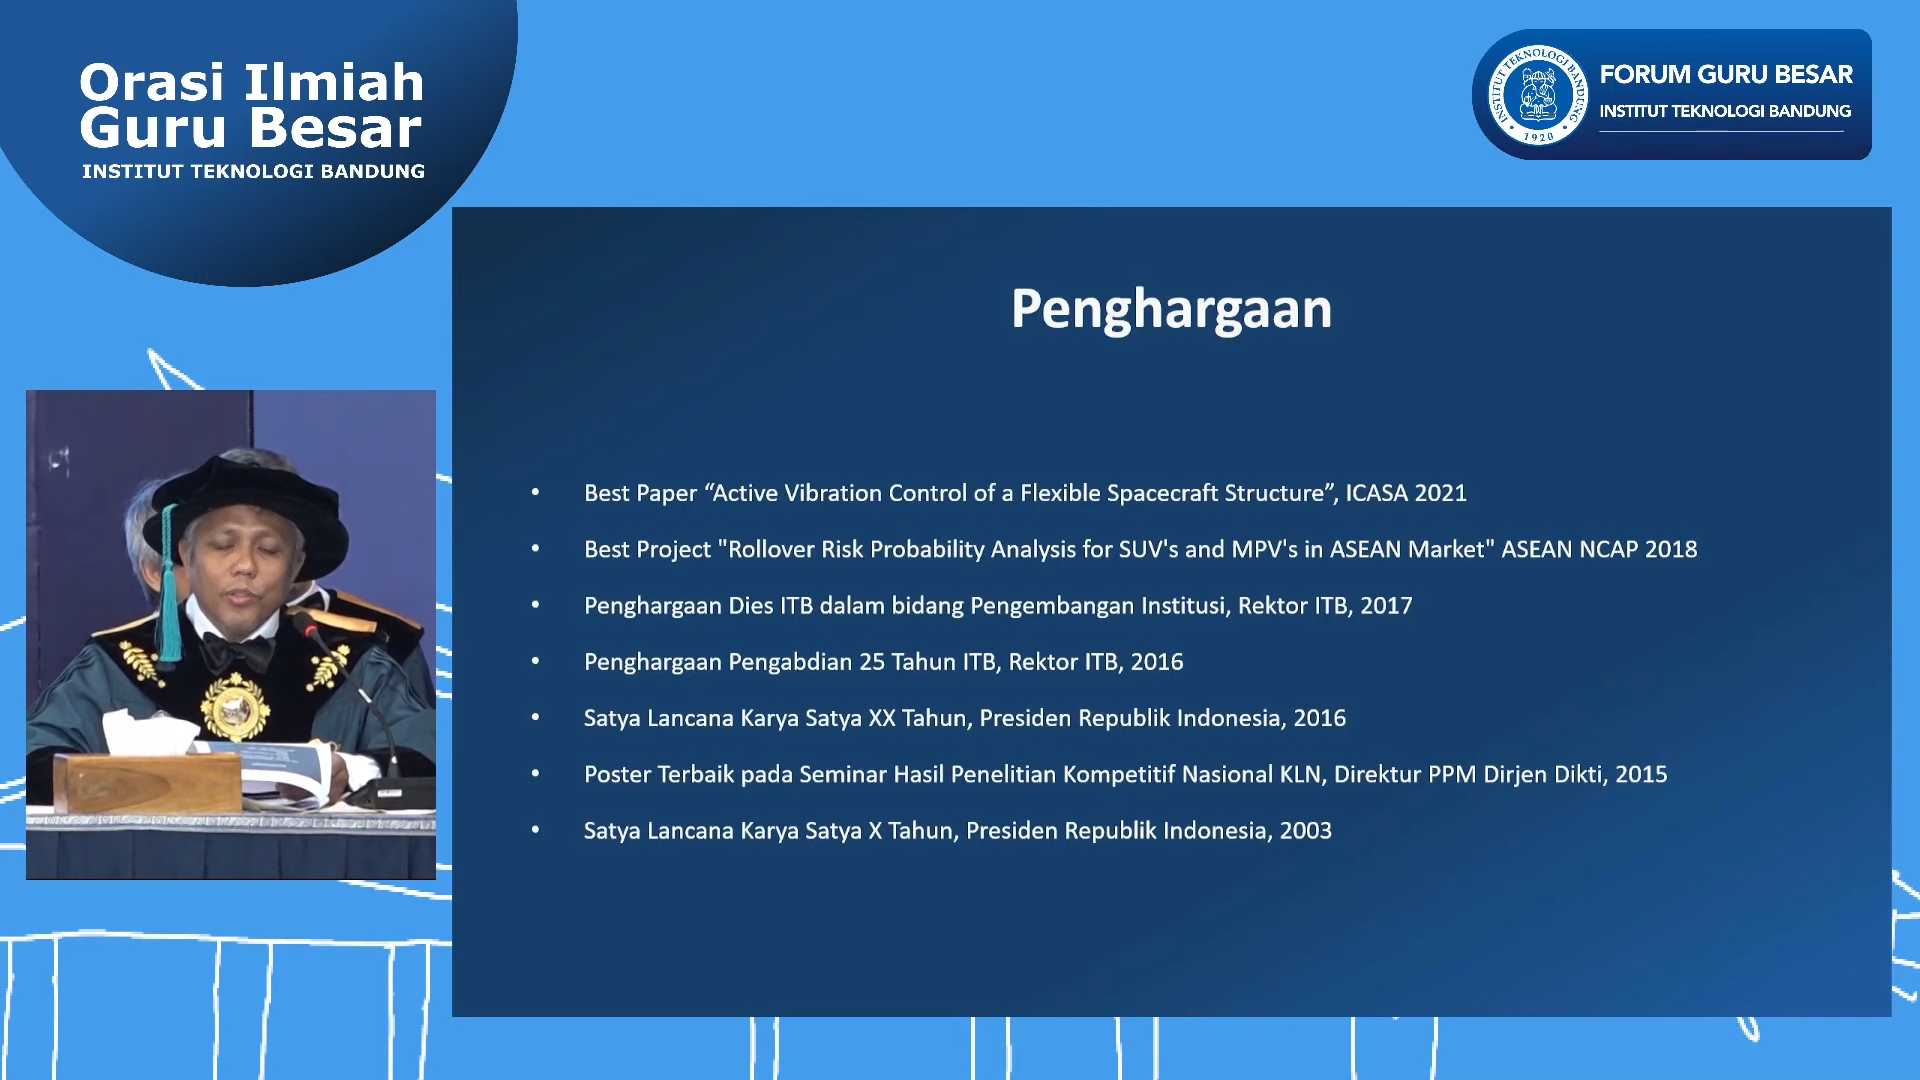 Orasi Ilmiah
Guru Besar
INSTITUT TEKNOLOGI BANDUNG
INSTITUT TEKNOLOGI BANDUNG
1920
FORUM GURU BESAR
INSTITUT TEKNOLOGI BANDUNG
Penghargaan
• Best Paper “Active Vibration Control of a Flexible Spacecraft Structure”, ICASA 2021
• Best Project "Rollover Risk Probability Analysis for SUV's and MPV's in ASEAN Market" ASEAN NCAP 2018
• Penghargaan Dies ITB dalam bidang Pengembangan Institusi, Rektor ITB, 2017
• Penghargaan Pengabdian 25 Tahun ITB, Rektor ITB, 2016
• Satya Lancana Karya Satya XX Tahun, Presiden Republik Indonesia, 2016
• Poster Terbaik pada Seminar Hasil Penelitian Kompetitif Nasional KLN, Direktur PPM Dirjen Dikti, 2015
• Satya Lancana Karya Satya X Tahun, Presiden Republik Indonesia, 2003